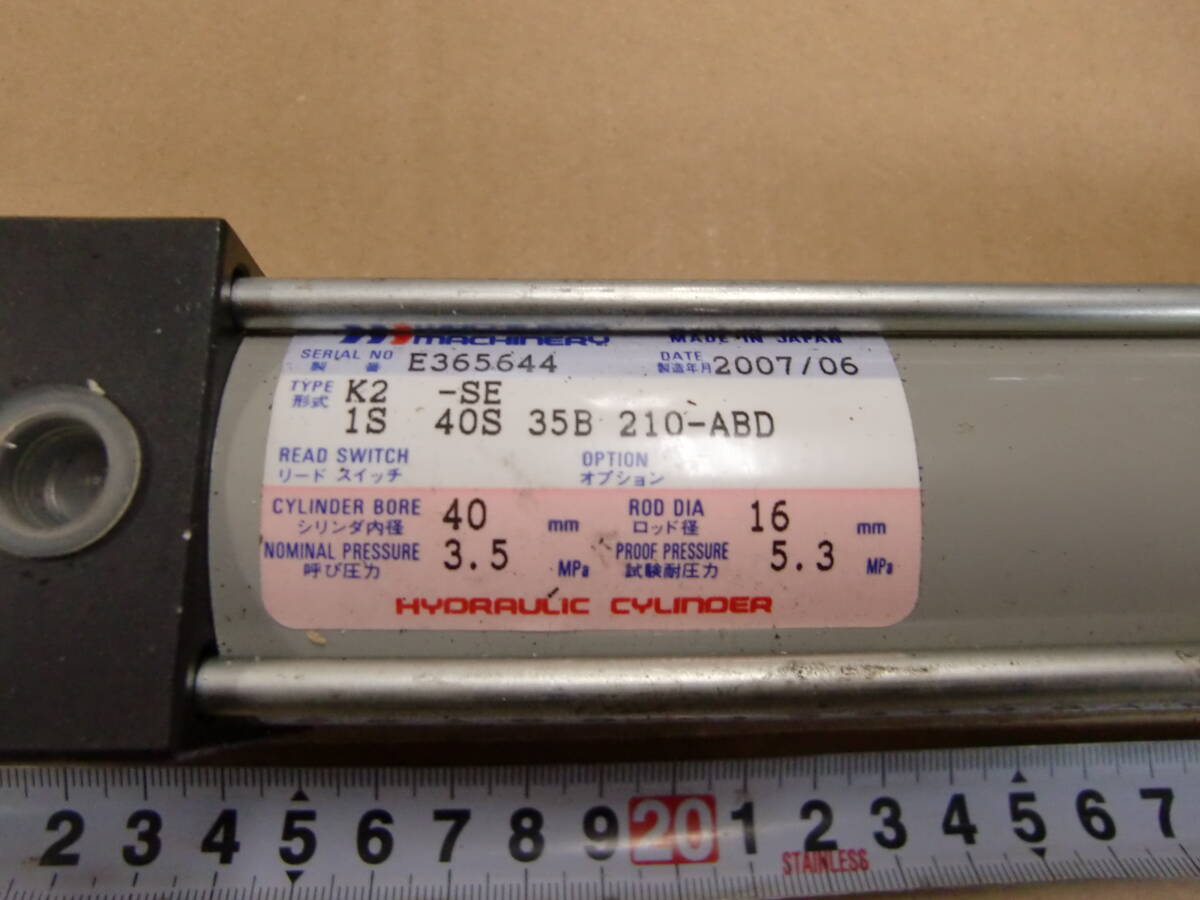 MACHINERY MADE IN JAPAN
SERIAL NO E365644 DATE 2007/06
製 番 製造年月
TYPE K2 -SE
形式 1S 40S 35B 210-ABD
READ SWITCH OPTION
リード スイッチ オプション
CYLINDER BORE 40 mm ROD DIA 16 mm
シリンダ内径 ロッド径
NOMINAL PRESSURE 3.5 MPa PROOF PRESSURE 5.3 MPa
呼び圧力 試験耐圧力
HYDRAULIC CYLINDER
2 3 4 5 6 7 8 9 20 1 2 3 4 5 6 7
STAINLESS